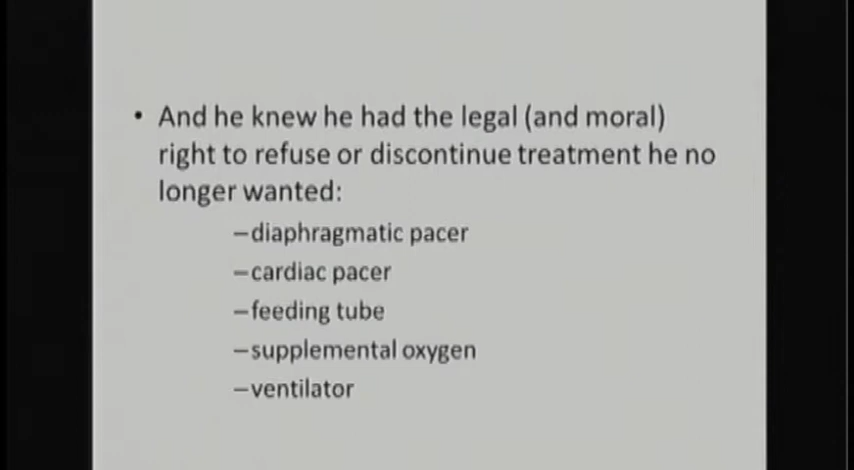 • And he knew he had the legal (and moral)
right to refuse or discontinue treatment he no
longer wanted:
–diaphragmatic pacer
–cardiac pacer
–feeding tube
–supplemental oxygen
–ventilator